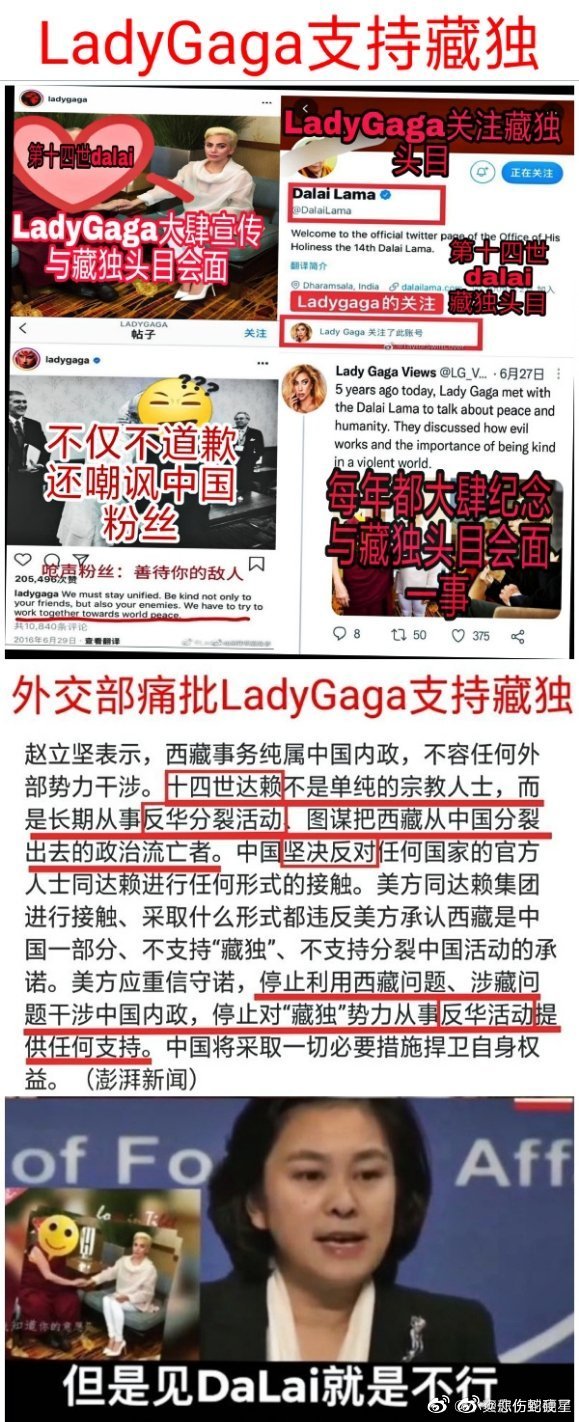 LadyGaga支持藏独
ladygaga
第十四世dalai
LadyGaga大肆宣传
与藏独头目会面
LadyGaga关注藏独
头目
正在关注
Dalai Lama
@DalaiLama
Welcome to the official twitter page of the Office of His
Holiness the 14th Dalai Lama.
翻译简介
第十四世
dalai
藏独头目
Dharamsala, India
dalailama.com
加入
Ladygaga的关注
Lady Gaga 关注了此账号
LADYGAGA
帖子
关注
ladygaga
???
不仅不道歉
还嘲讽中国
粉丝
呛声粉丝：善待你的敌人
205,496次赞
ladygaga We must stay unified. Be kind not only to
your friends, but also your enemies. We have to try to
work together towards world peace.
共10,840条评论
2016年6月29日 · 查看翻译
Lady Gaga Views @LG_V... · 6月27日
5 years ago today, Lady Gaga met with
the Dalai Lama to talk about peace and
humanity. They discussed how evil
works and the importance of being kind
in a violent world.
每年都大肆纪念
与藏独头目会面
一事
8
50
375
外交部痛批LadyGaga支持藏独
赵立坚表示，西藏事务纯属中国内政，不容任何外
部势力干涉。十四世达赖不是单纯的宗教人士，而
是长期从事反华分裂活动、图谋把西藏从中国分裂
出去的政治流亡者。中国坚决反对任何国家的官方
人士同达赖进行任何形式的接触。美方同达赖集团
进行接触、采取什么形式都违反美方承认西藏是中
国一部分、不支持“藏独”、不支持分裂中国活动的承
诺。美方应重信守诺，停止利用西藏问题、涉藏问
题干涉中国内政，停止对“藏独”势力从事反华活动提
供任何支持。中国将采取一切必要措施捍卫自身权
益。（澎湃新闻）
of Fo
Aff
知道你的意思
但是见DaLai就是不行